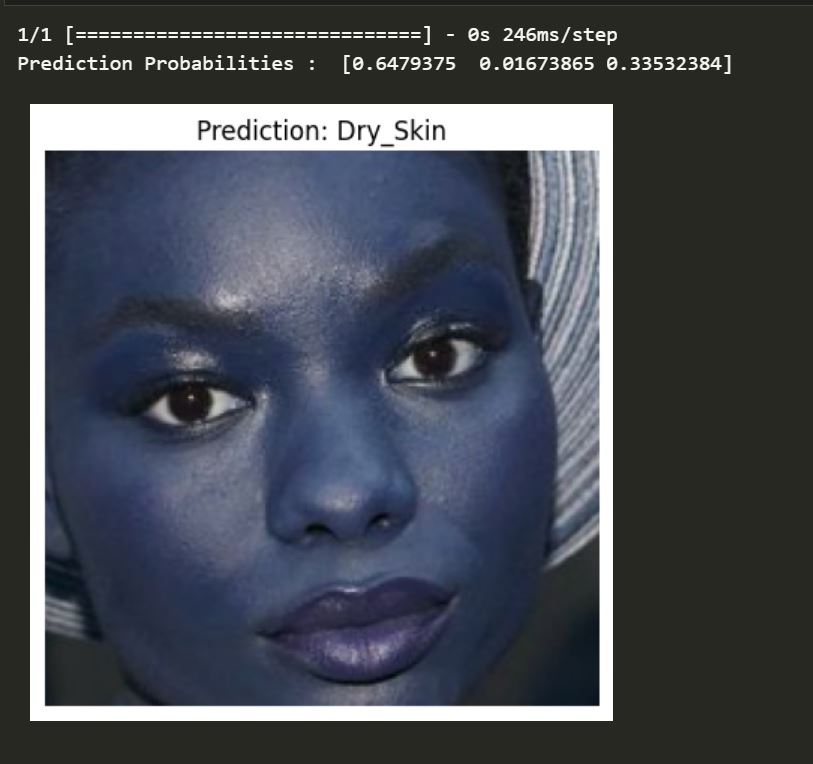 1/1 [==============================] - 0s 246ms/step
Prediction Probabilities :  [0.6479375  0.01673865 0.33532384]
Prediction: Dry_Skin